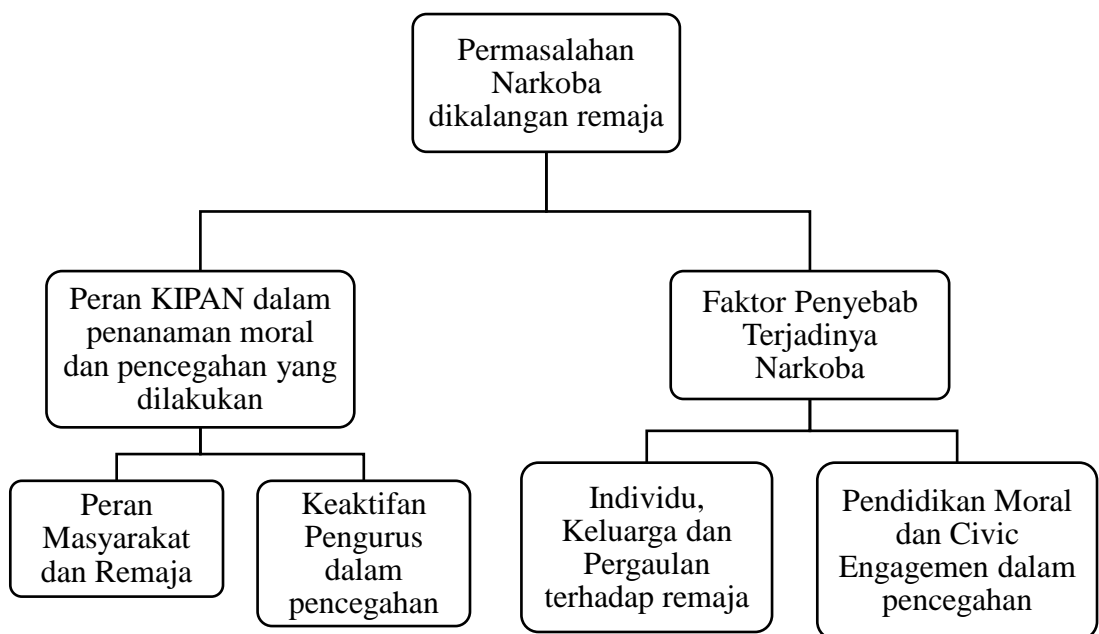 Permasalahan
Narkoba
dikalangan remaja
Peran KIPAN dalam
penanaman moral
dan pencegahan yang
dilakukan
Faktor Penyebab
Terjadinya
Narkoba
Peran
Masyarakat
dan Remaja
Keaktifan
Pengurus
dalam
pencegahan
Individu,
Keluarga dan
Pergaulan
terhadap remaja
Pendidikan Moral
dan Civic
Engagemen dalam
pencegahan